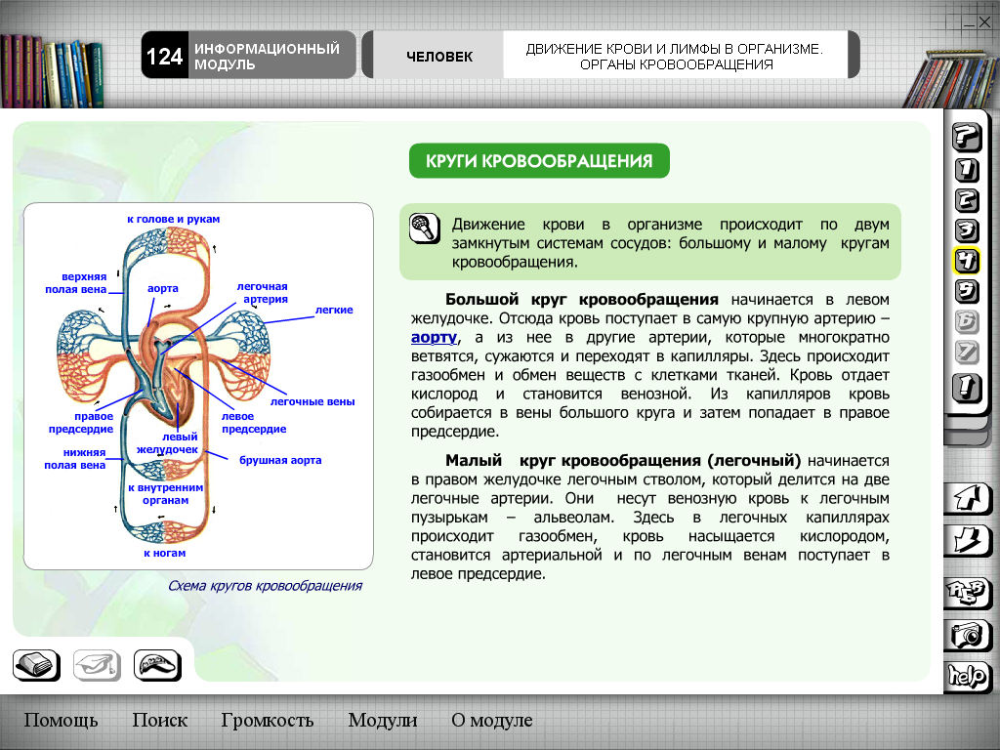 124
ИНФОРМАЦИОННЫЙ
МОДУЛЬ
ЧЕЛОВЕК
ДВИЖЕНИЕ КРОВИ И ЛИМФЫ В ОРГАНИЗМЕ.
ОРГАНЫ КРОВООБРАЩЕНИЯ
КРУГИ КРОВООБРАЩЕНИЯ
к голове и рукам
верхняя
полая вена
аорта
легочная
артерия
легкие
легочные вены
правое
предсердие
левое
предсердие
левый
желудочек
нижняя
полая вена
брушная аорта
к внутренним
органам
к ногам
Схема кругов кровообращения
Движение крови в организме происходит по двум
замкнутым системам сосудов: большому и малому кругам
кровообращения.
Большой круг кровообращения начинается в левом
желудочке. Отсюда кровь поступает в самую крупную артерию –
аорту, а из нее в другие артерии, которые многократно
ветвятся, сужаются и переходят в капилляры. Здесь происходит
газообмен и обмен веществ с клетками тканей. Кровь отдает
кислород и становится венозной. Из капилляров кровь
собирается в вены большого круга и затем попадает в правое
предсердие.
Малый круг кровообращения (легочный) начинается
в правом желудочке легочным стволом, который делится на две
легочные артерии. Они несут венозную кровь к легочным
пузырькам – альвеолам. Здесь в легочных капиллярах
происходит газообмен, кровь насыщается кислородом,
становится артериальной и по легочным венам поступает в
левое предсердие.
?
1
2
3
4
5
6
7
!
АБВ
help
Помощь Поиск Громкость Модули О модуле